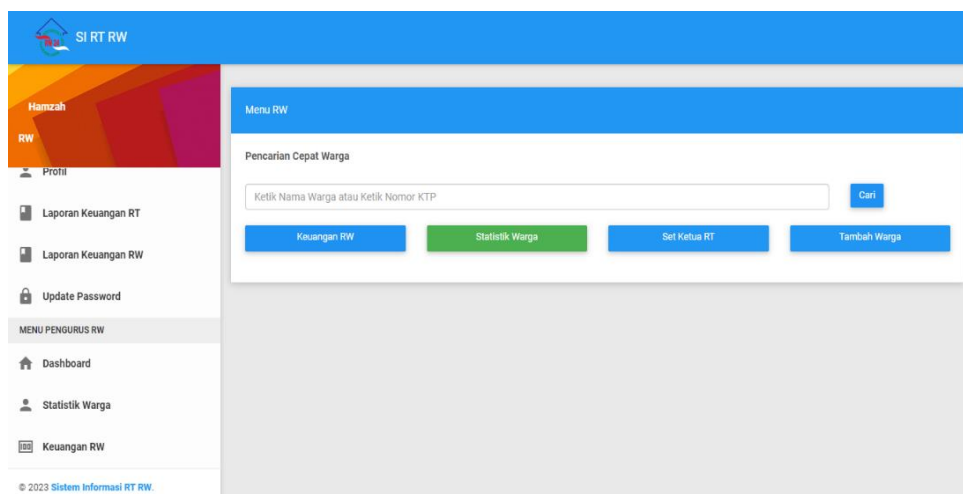 SI RT RW
Hamzah
RW
Profil
Laporan Keuangan RT
Laporan Keuangan RW
Update Password
MENU PENGURUS RW
Dashboard
Statistik Warga
Keuangan RW
© 2023 Sistem Informasi RT RW.
Menu RW
Pencarian Cepat Warga
Ketik Nama Warga atau Ketik Nomor KTP
Cari
Keuangan RW
Statistik Warga
Set Ketua RT
Tambah Warga